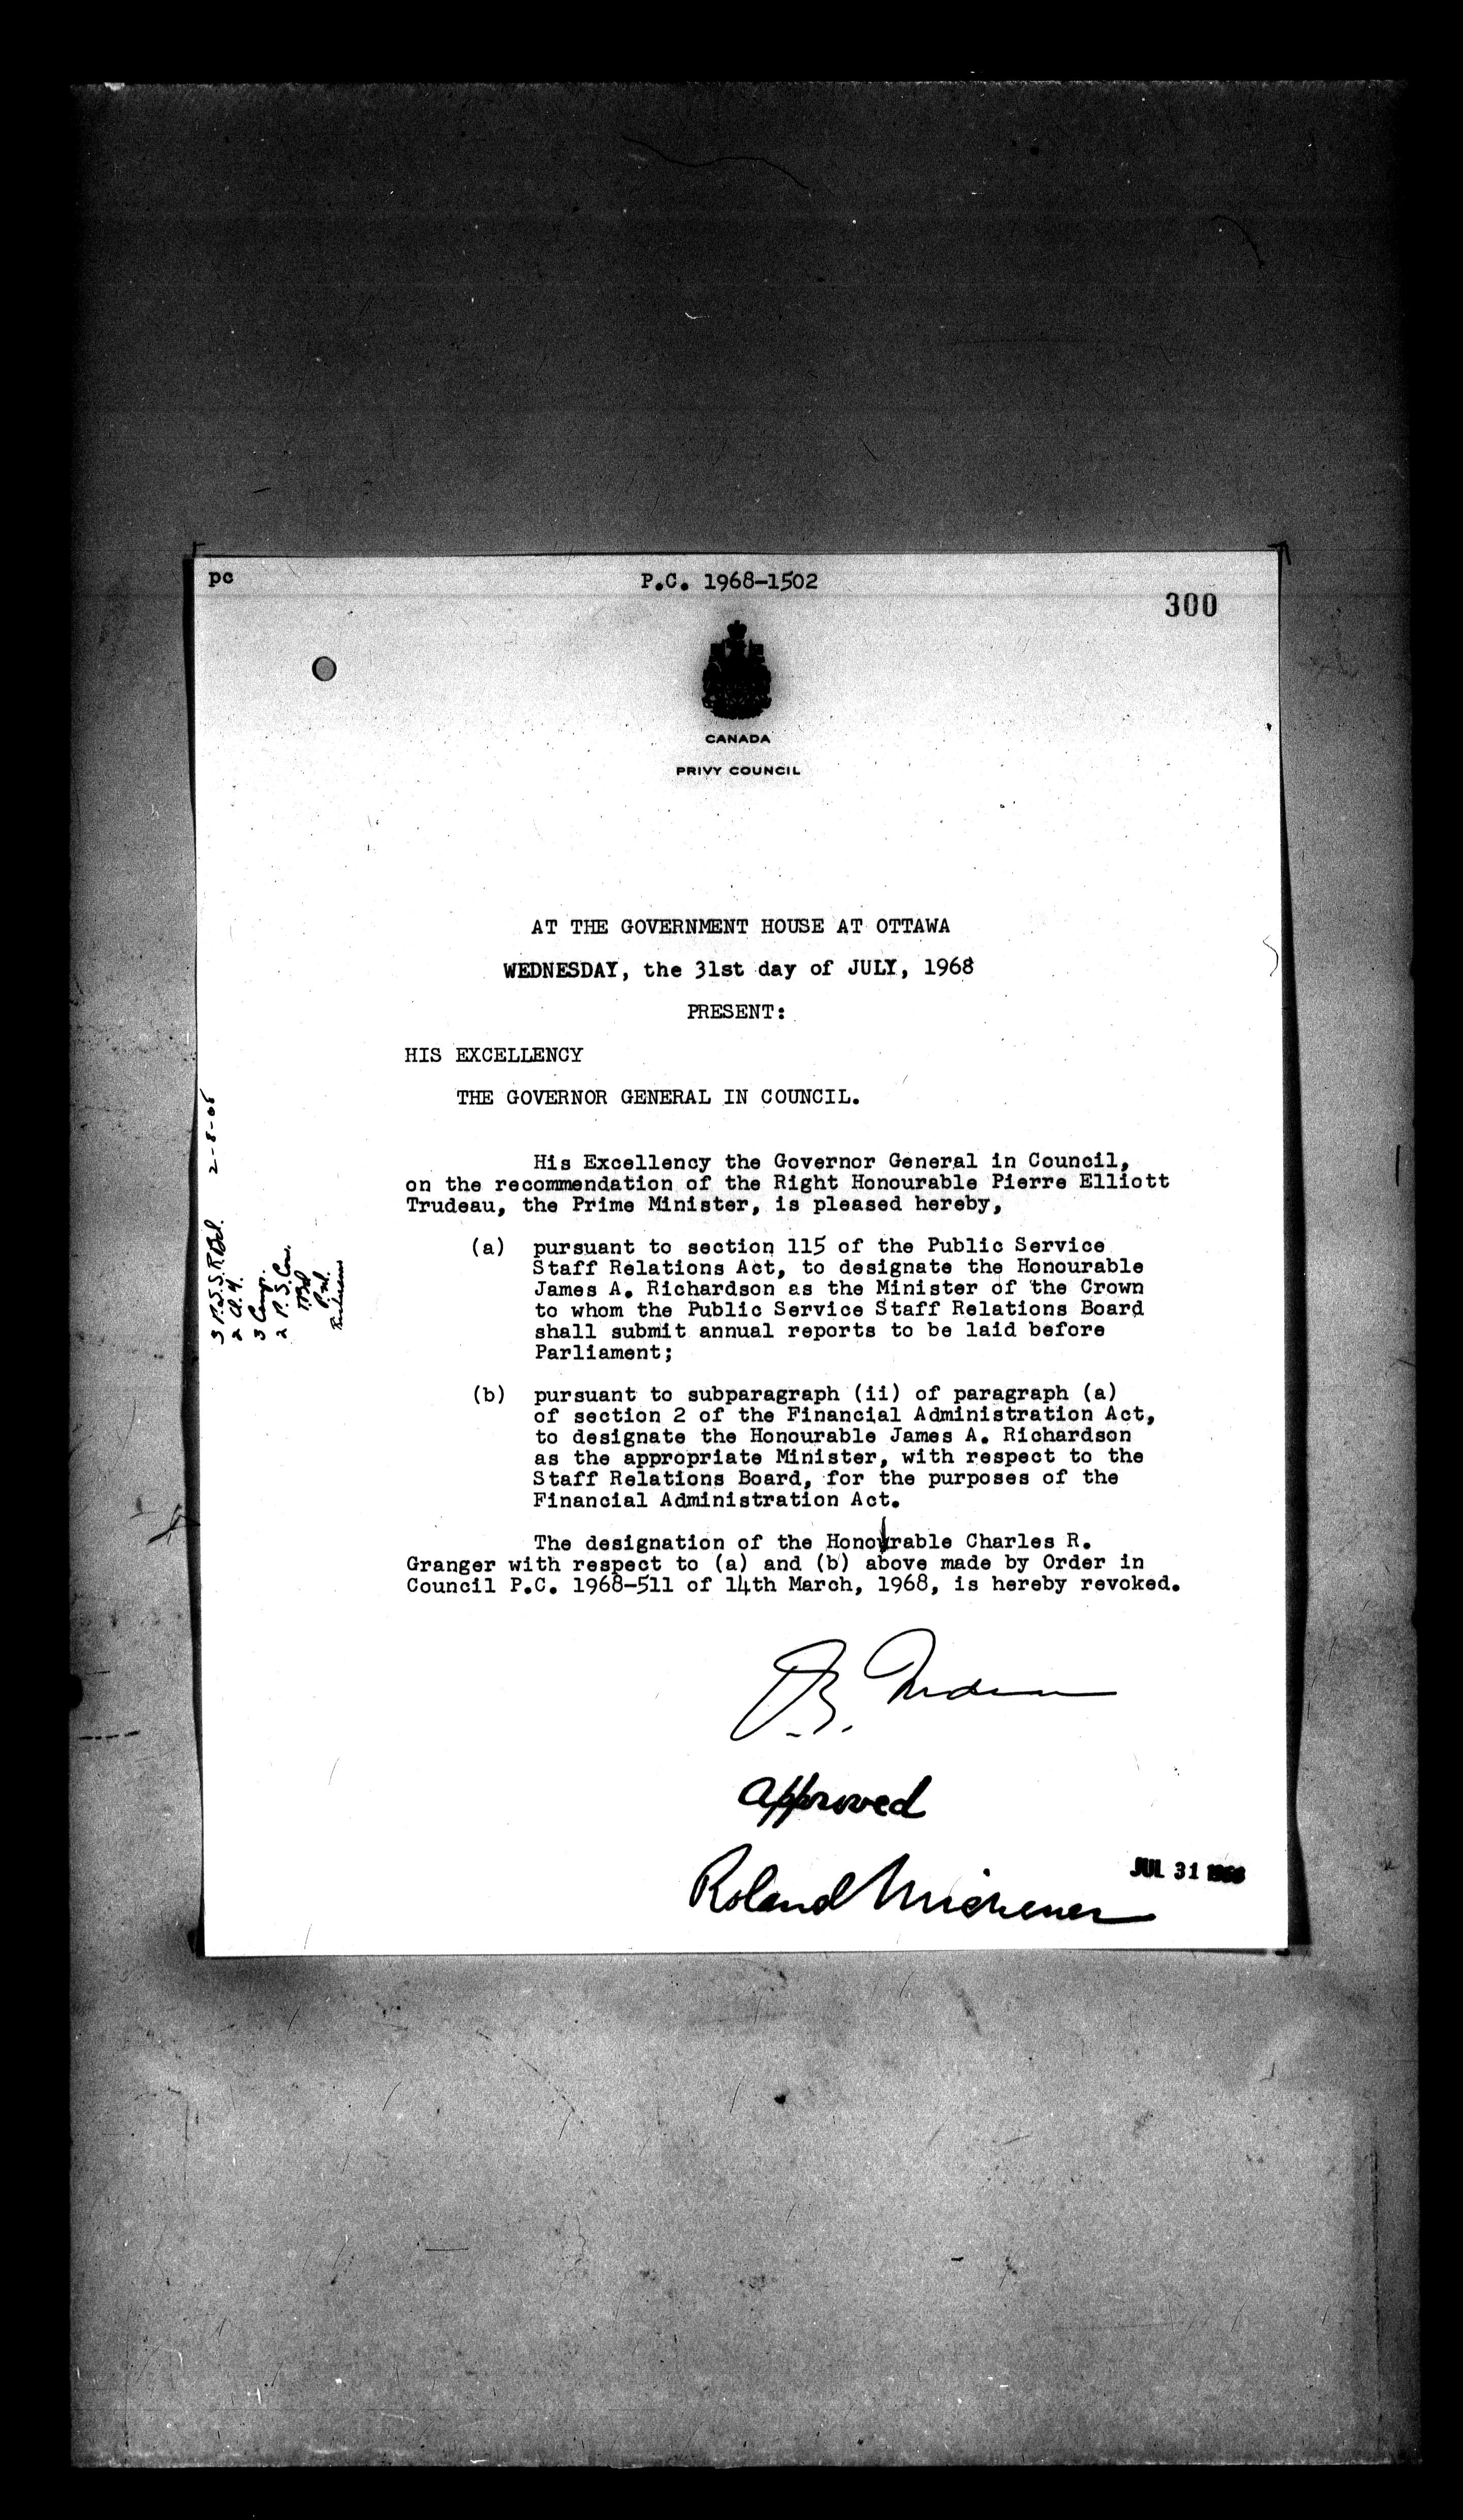 pc
P.C. 1968-1502
300
CANADA
PRIVY COUNCIL
AT THE GOVERNMENT HOUSE AT OTTAWA
WEDNESDAY, the 31st day of JULY, 1968
PRESENT:
HIS EXCELLENCY
THE GOVERNOR GENERAL IN COUNCIL.
His Excellency the Governor General in Council,
on the recommendation of the Right Honourable Pierre Elliott
Trudeau, the Prime Minister, is pleased hereby,
(a) pursuant to section 115 of the Public Service
Staff Relations Act, to designate the Honourable
James A. Richardson as the Minister of the Crown
to whom the Public Service Staff Relations Board
shall submit annual reports to be laid before
Parliament;
(b) pursuant to subparagraph (ii) of paragraph (a)
of section 2 of the Financial Administration Act,
to designate the Honourable James A. Richardson
as the appropriate Minister, with respect to the
Staff Relations Board, for the purposes of the
Financial Administration Act.
The designation of the Honourable Charles R.
Granger with respect to (a) and (b) above made by Order in
Council P.C. 1968-511 of 14th March, 1968, is hereby revoked.
approved
JUL 31 1968
Roland Michener
3 P.S.S.R.Bd.
2 P.S. Com.